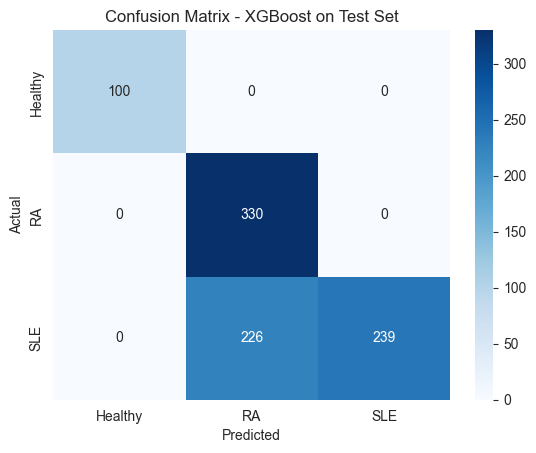 Confusion Matrix - XGBoost on Test Set
Actual
Healthy
RA
SLE
100
0
0
0
330
0
0
226
239
Healthy
RA
SLE
Predicted
300
250
200
150
100
50
0